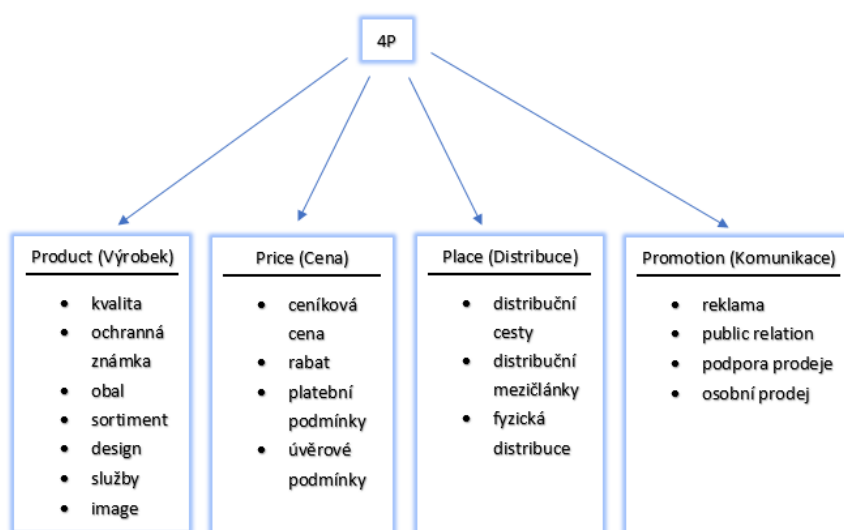 4P
Product (Výrobek)
• kvalita
• ochranná
známka
• obal
• sortiment
• design
• služby
• image
Price (Cena)
• ceníková
cena
• rabat
• platební
podmínky
• úvěrové
podmínky
Place (Distribuce)
• distribuční
cesty
• distribuční
mezičlánky
• fyzická
distribuce
Promotion (Komunikace)
• reklama
• public relation
• podpora prodeje
• osobní prodej